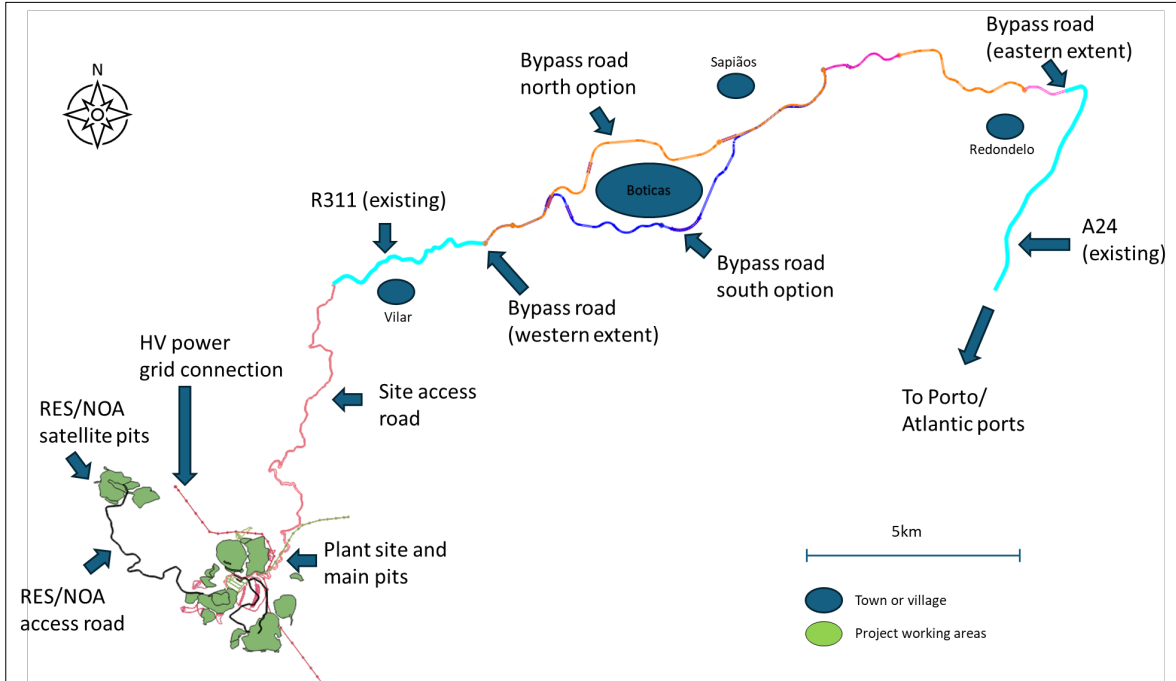 N
Bypass road
north option
Sapiãos
Bypass road
(eastern extent)
Redondelo
Boticas
R311 (existing)
A24
(existing)
Bypass road
south option
Vilar
Bypass road
(western extent)
HV power
grid connection
Site access
road
To Porto/
Atlantic ports
RES/NOA
satellite pits
5km
Plant site and
main pits
RES/NOA
access road
Town or village
Project working areas